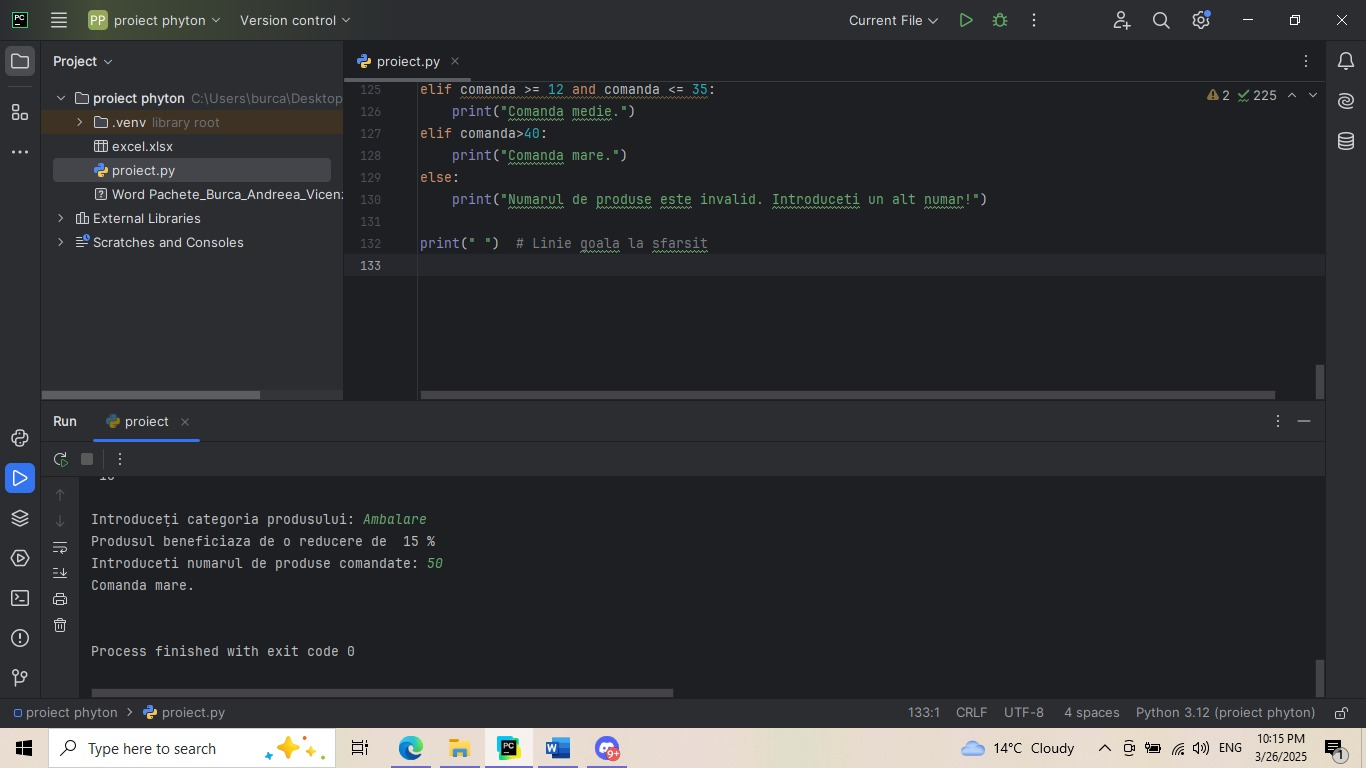 PC PP proiect phyton Version control Current File
Project proiect.py
proiect phyton C:\Users\burca\Desktop
.venv library root
excel.xlsx
proiect.py
Word Pachete_Burca_Andreea_Vicen
External Libraries
Scratches and Consoles
2 225
125 elif comanda >= 12 and comanda <= 35:
126 print("Comanda medie.")
127 elif comanda>40:
128 print("Comanda mare.")
129 else:
130 print("Numarul de produse este invalid. Introduceti un alt numar!")
131
132 print(" ") # Linie goala la sfarsit
133
Run proiect
Introduceți categoria produsului: Ambalare
Produsul beneficiaza de o reducere de 15 %
Introduceti numarul de produse comandate: 50
Comanda mare.
Process finished with exit code 0
proiect phyton > proiect.py 133:1 CRLF UTF-8 4 spaces Python 3.12 (proiect phyton)
Type here to search PC W 9+ 14°C Cloudy ENG 10:15 PM
3/26/2025 1